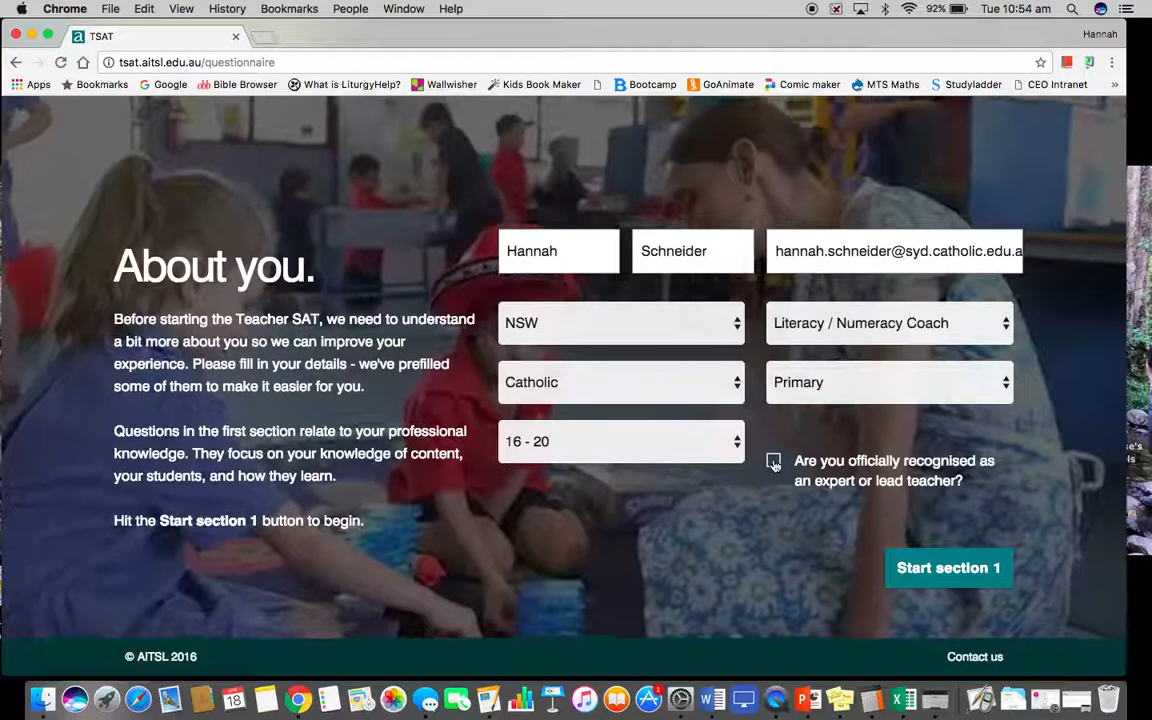 Chrome File Edit View History Bookmarks People Window Help 92% Tue 10:54 am
TSAT Hannah
tsat.aitsl.edu.au/questionnaire
Apps Bookmarks Google Bible Browser What is LiturgyHelp? Wallwisher Kids Book Maker Bootcamp GoAnimate Comic maker MTS Maths Studyladder CEO Intranet »
About you.
Before starting the Teacher SAT, we need to understand
a bit more about you so we can improve your
experience. Please fill in your details - we've prefilled
some of them to make it easier for you.
Questions in the first section relate to your professional
knowledge. They focus on your knowledge of content,
your students, and how they learn.
Hit the Start section 1 button to begin.
Hannah Schneider hannah.schneider@syd.catholic.edu.a
NSW Literacy / Numeracy Coach
Catholic Primary
16 - 20
Are you officially recognised as
an expert or lead teacher?
Start section 1
© AITSL 2016 Contact us